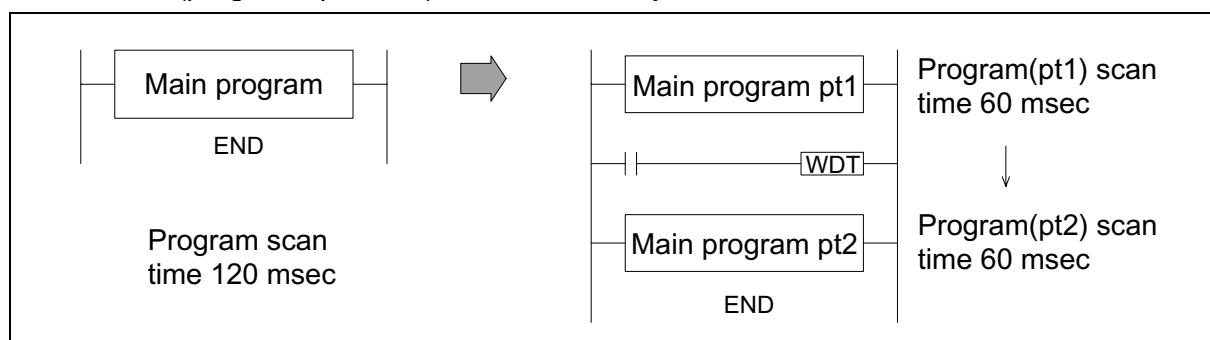 Main program
END
Program scan
time 120 msec
Main program pt1
WDT
Main program pt2
END
Program(pt1) scan
time 60 msec
Program(pt2) scan
time 60 msec